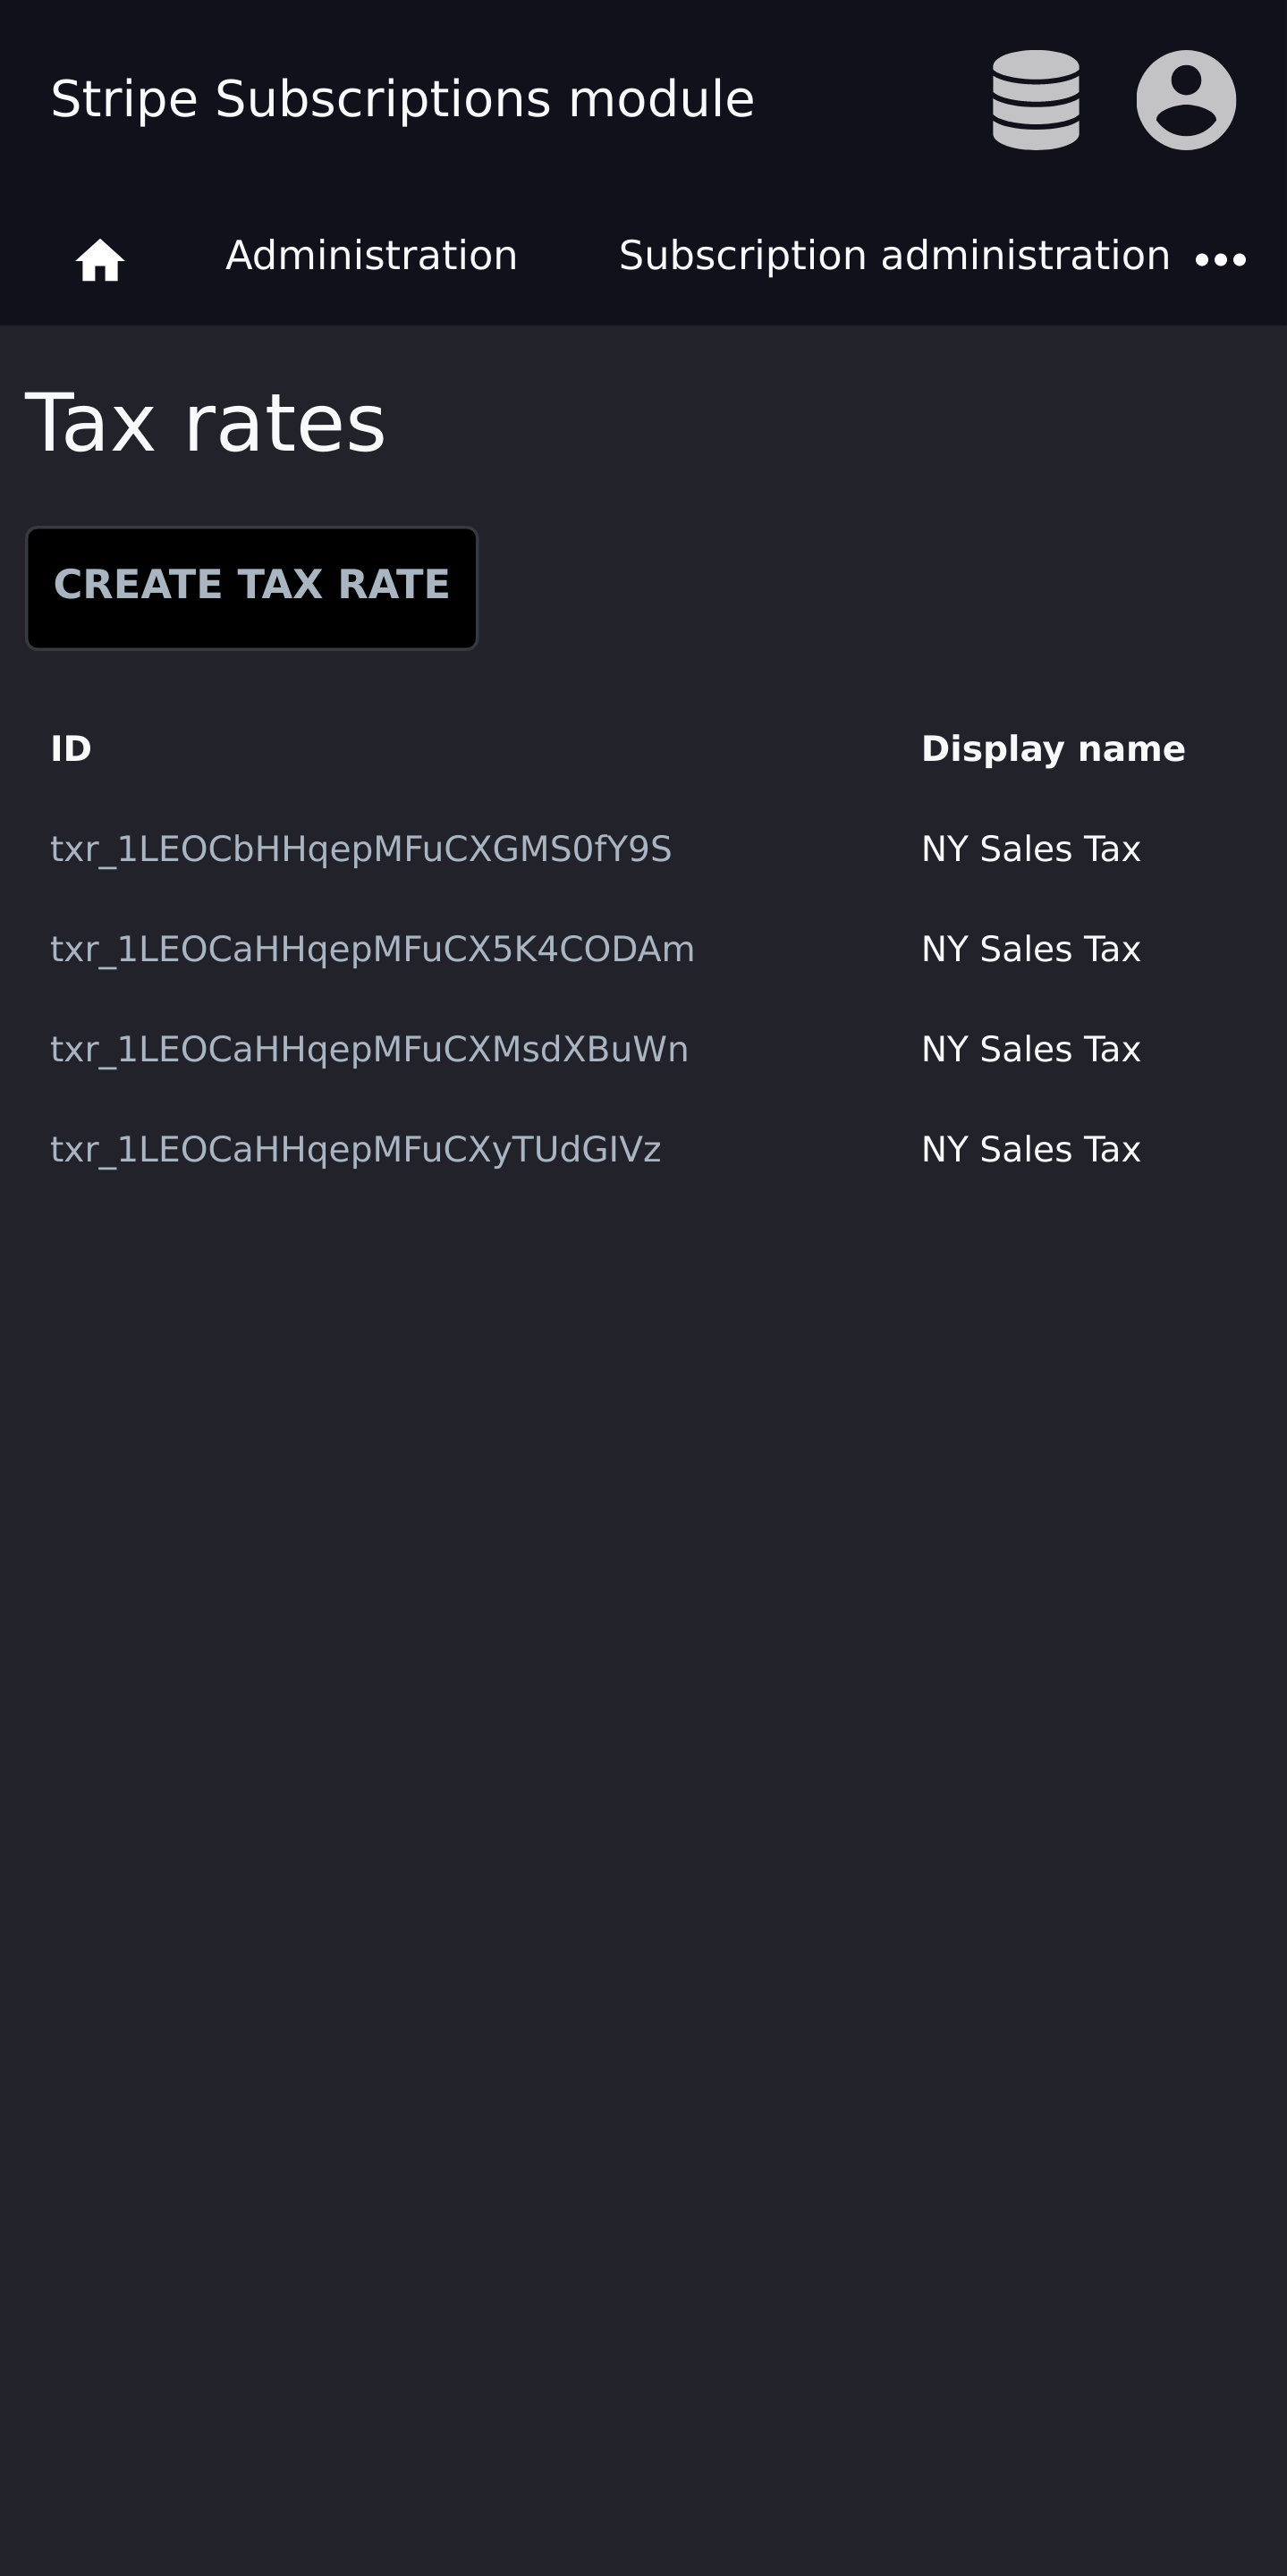 Stripe Subscriptions module
Administration Subscription administration
Tax rates
CREATE TAX RATE
ID Display name
txr_1LEOCbHHqepMFuCXGMS0fY9S NY Sales Tax
txr_1LEOCaHHqepMFuCX5K4CODAm NY Sales Tax
txr_1LEOCaHHqepMFuCXMsdXBuWn NY Sales Tax
txr_1LEOCaHHqepMFuCXyTUdGIVz NY Sales Tax